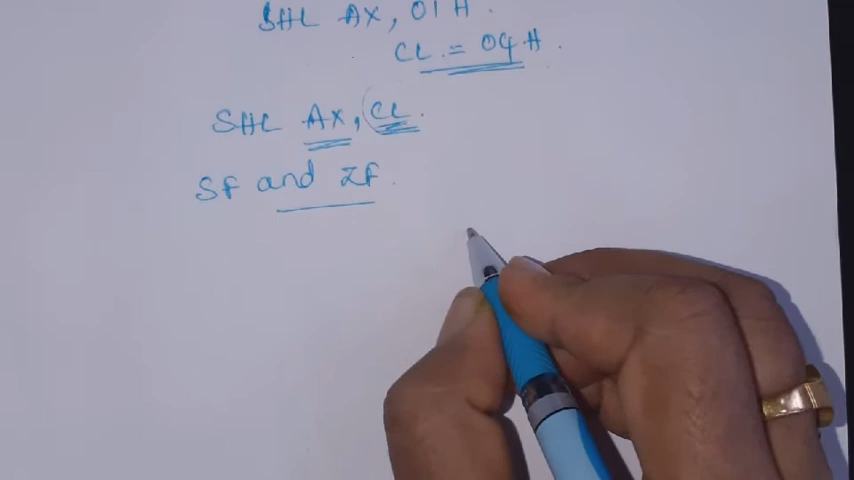 SHL AX, 01 H.
CL = 04 H.
SHL AX, CL.
SF and ZF.